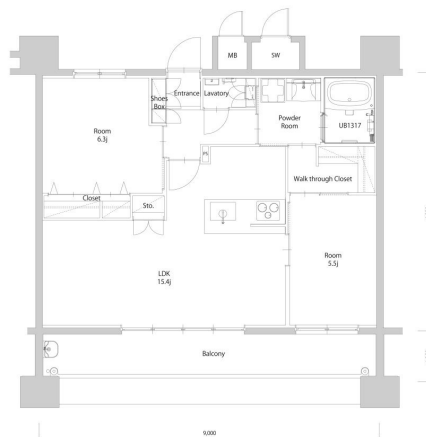 MB
SW
Shoes
Box
Entrance
Lavatory
Room
6.3j
Powder
Room
UB1317
PS
Walk through Closet
Closet
Sto.
Room
5.5j
LDK
15.4j
Balcony
9,000